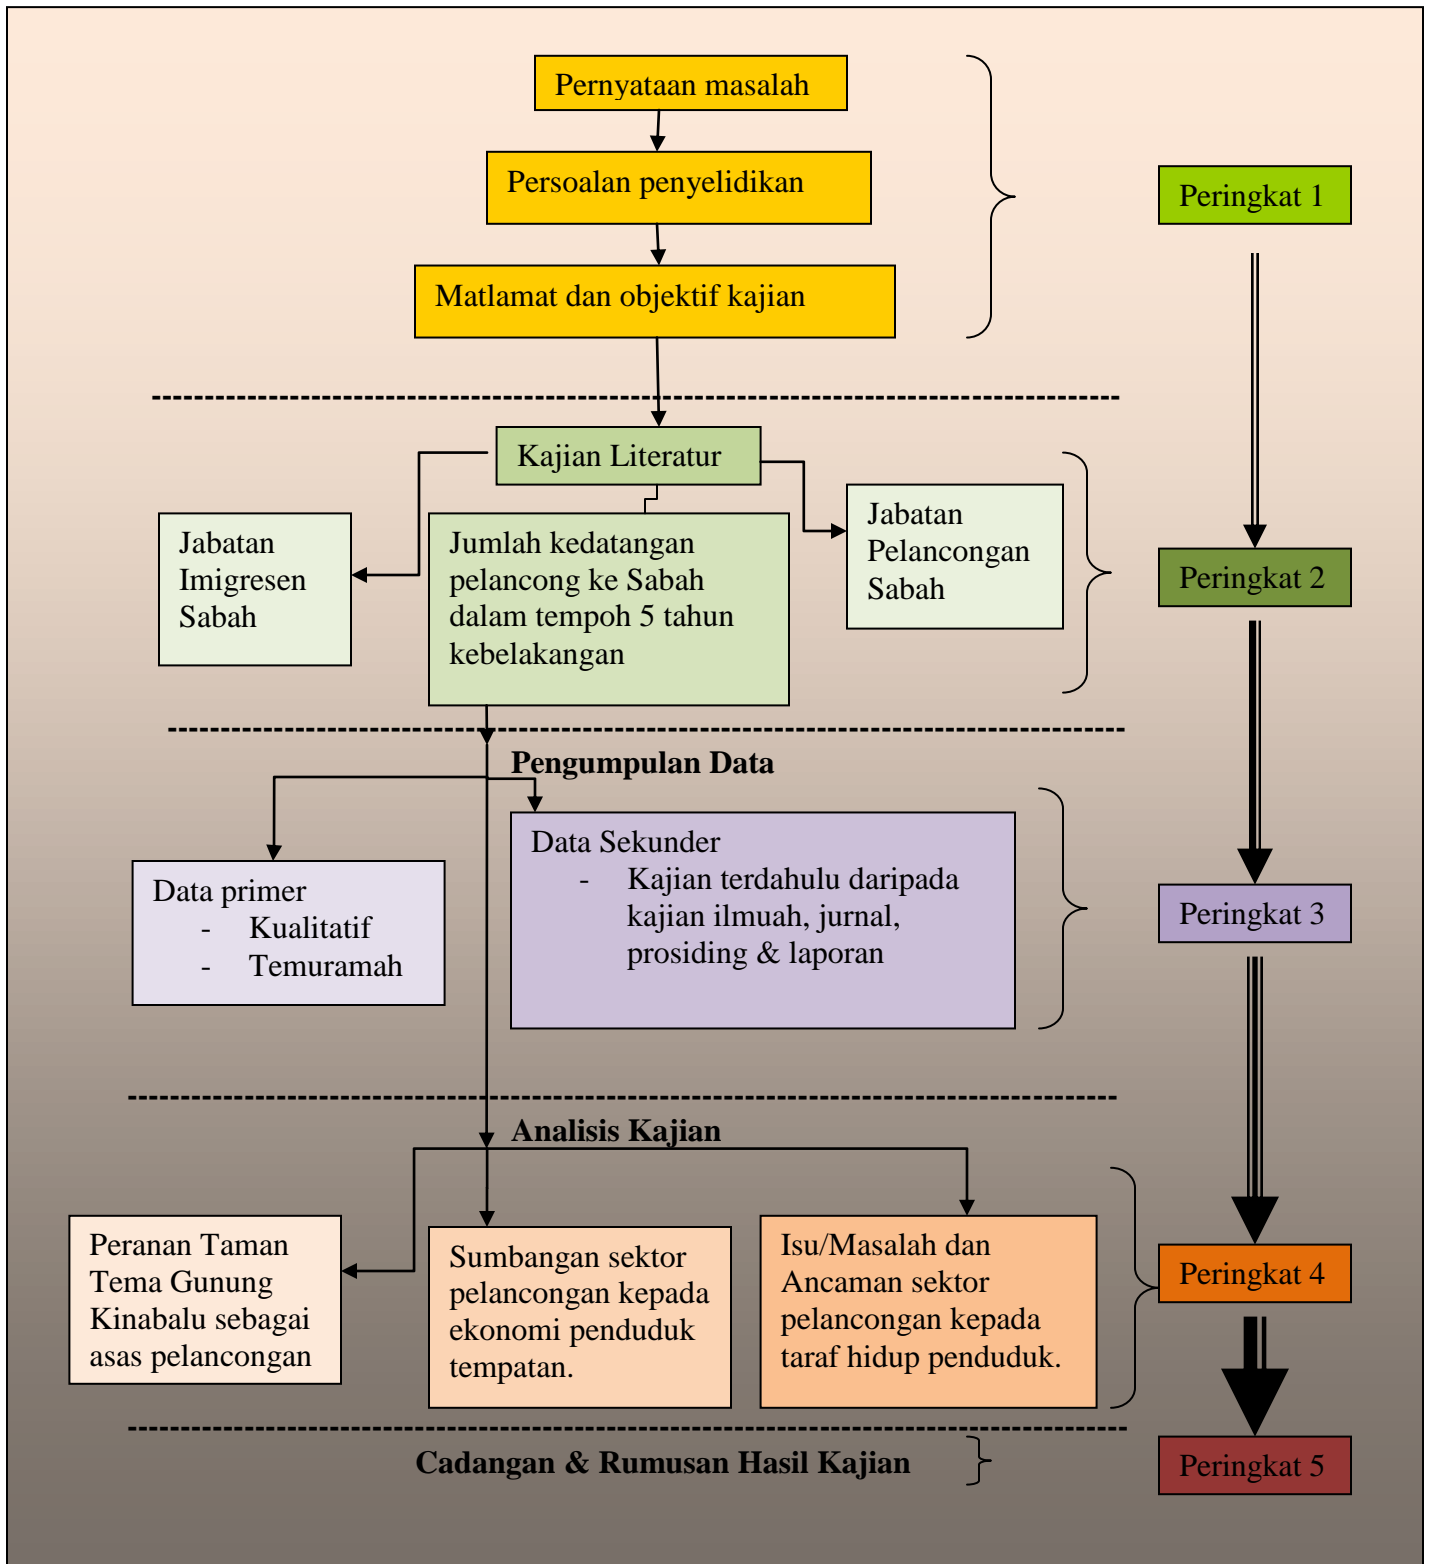 Pernyataan masalah
Persoalan penyelidikan
Peringkat 1
Matlamat dan objektif kajian
Kajian Literatur
Jabatan
Imigresen
Sabah
Jumlah kedatangan
pelancong ke Sabah
dalam tempoh 5 tahun
kebelakangan
Jabatan
Pelancongan
Sabah
Peringkat 2
Pengumpulan Data
Data primer
- Kualitatif
- Temuramah
Data Sekunder
- Kajian terdahulu daripada
kajian ilmuah, jurnal,
prosiding & laporan
Peringkat 3
Analisis Kajian
Peranan Taman
Tema Gunung
Kinabalu sebagai
asas pelancongan
Sumbangan sektor
pelancongan kepada
ekonomi penduduk
tempatan.
Isu/Masalah dan
Ancaman sektor
pelancongan kepada
taraf hidup penduduk.
Peringkat 4
Cadangan & Rumusan Hasil Kajian
Peringkat 5